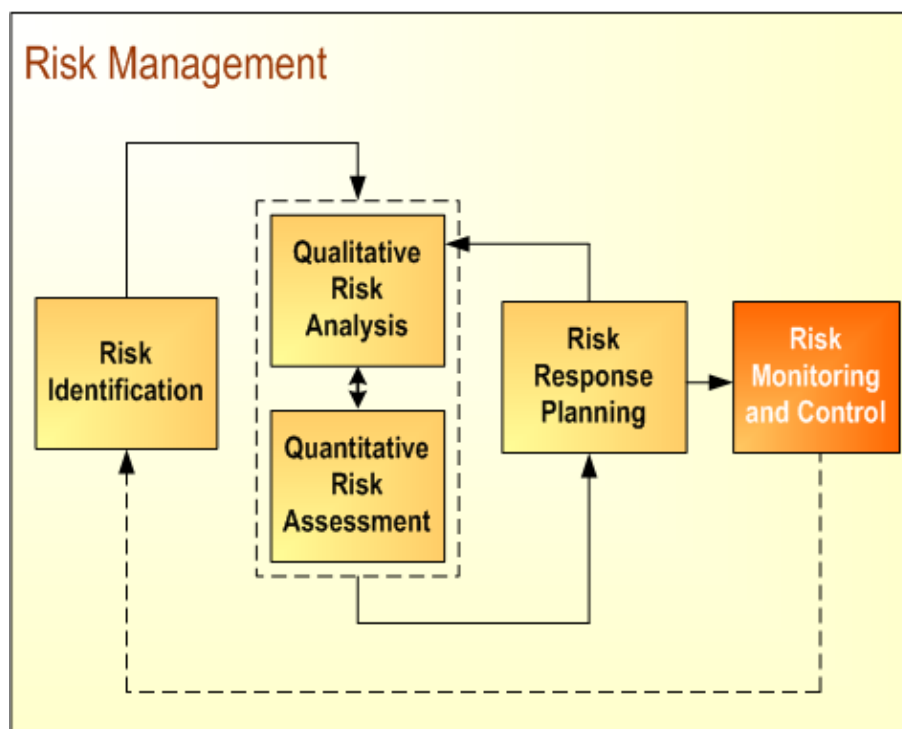 Risk Management
Qualitative
Risk
Analysis
Risk
Identification
Quantitative
Risk
Assessment
Risk
Response
Planning
Risk
Monitoring
and Control